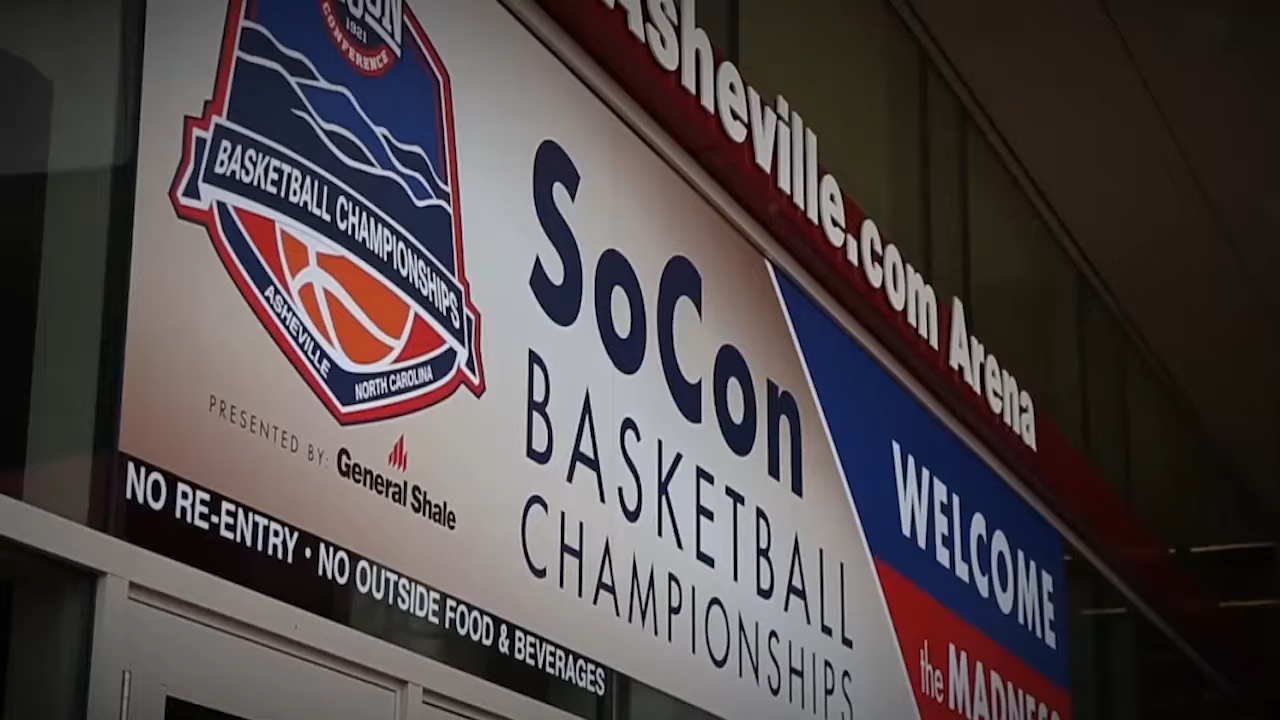 Asheville.com Arena
1921
CONFERENCE
BASKETBALL CHAMPIONSHIPS
ASHEVILLE
NORTH CAROLINA
PRESENTED BY:
General Shale
SoCon
BASKETBALL
CHAMPIONSHIPS
WELCOME
the MADNESS
NO RE-ENTRY • NO OUTSIDE FOOD & BEVERAGES